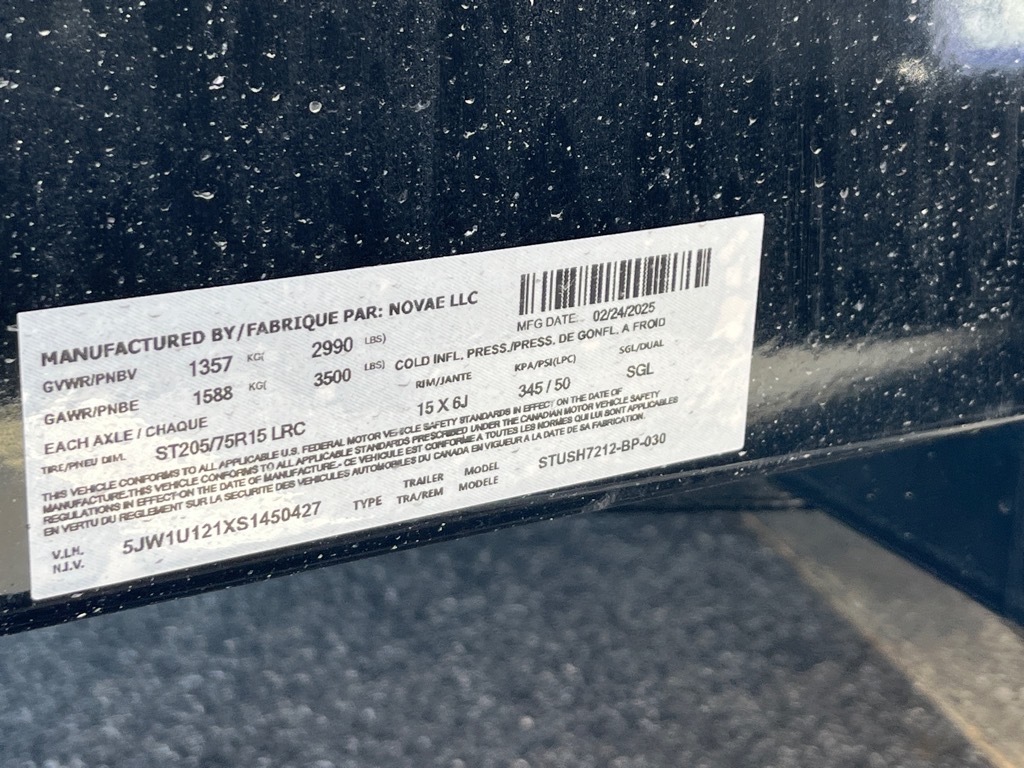 MANUFACTURED BY/FABRIQUE PAR: NOVAE LLC
MFG DATE: 02/24/2025
GVWR/PNBV 1357 KG( 2990 LBS)
COLD INFL. PRESS./PRESS. DE GONFL. A FROID
GAWR/PNBE 1588 KG( 3500 LBS)
RIM/JANTE KPA/PSI(LPC) SGL/DUAL
EACH AXLE / CHAQUE
15 X 6J 345 / 50 SGL
TIRE/PNEU DIM. ST205/75R15 LRC
THIS VEHICLE CONFORMS TO ALL APPLICABLE U.S. FEDERAL MOTOR VEHICLE SAFETY STANDARDS IN EFFECT ON THE DATE OF
MANUFACTURE.THIS VEHICLE CONFORMS TO ALL APPLICABLE STANDARDS PRESCRIBED UNDER THE CANADIAN MOTOR VEHICLE SAFETY
REGULATIONS IN EFFECT ON THE DATE OF MANUFACTURE.- CE VEHICULE EST CONFORME A TOUTES LES NORMES QUI LUI SONT APPLICABLES
EN VERTU DU REGLEMENT SUR LA SECURITE DES VEHICULES AUTOMOBILES DU CANADA EN VIGUEUR A LA DATE DE SA FABRICATION.
V.I.N. 5JW1U121XS1450427 TYPE TRAILER MODEL STUSH7212-BP-030
N.I.V. TRA/REM MODELE